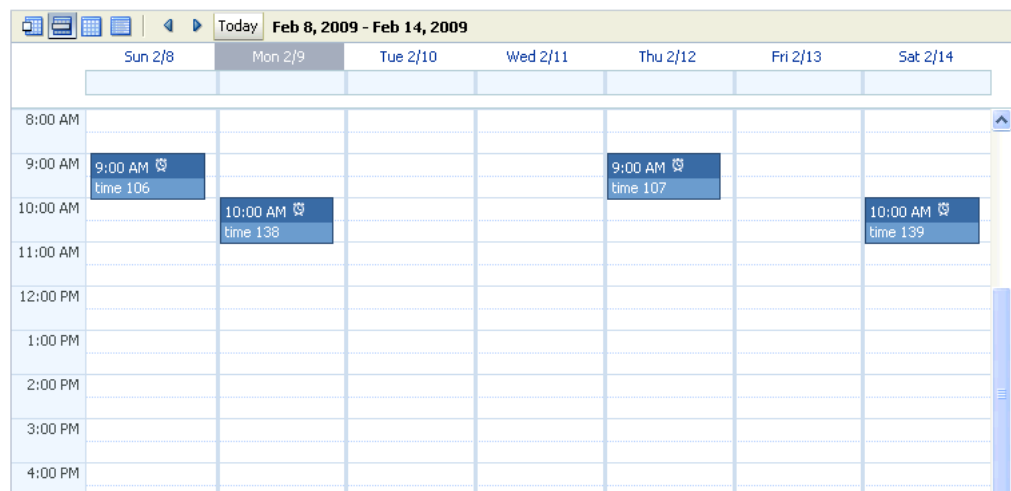 Today Feb 8, 2009 - Feb 14, 2009
Sun 2/8 Mon 2/9 Tue 2/10 Wed 2/11 Thu 2/12 Fri 2/13 Sat 2/14
8:00 AM
9:00 AM 9:00 AM 9:00 AM
time 106 time 107
10:00 AM 10:00 AM 10:00 AM
time 138 time 139
11:00 AM
12:00 PM
1:00 PM
2:00 PM
3:00 PM
4:00 PM